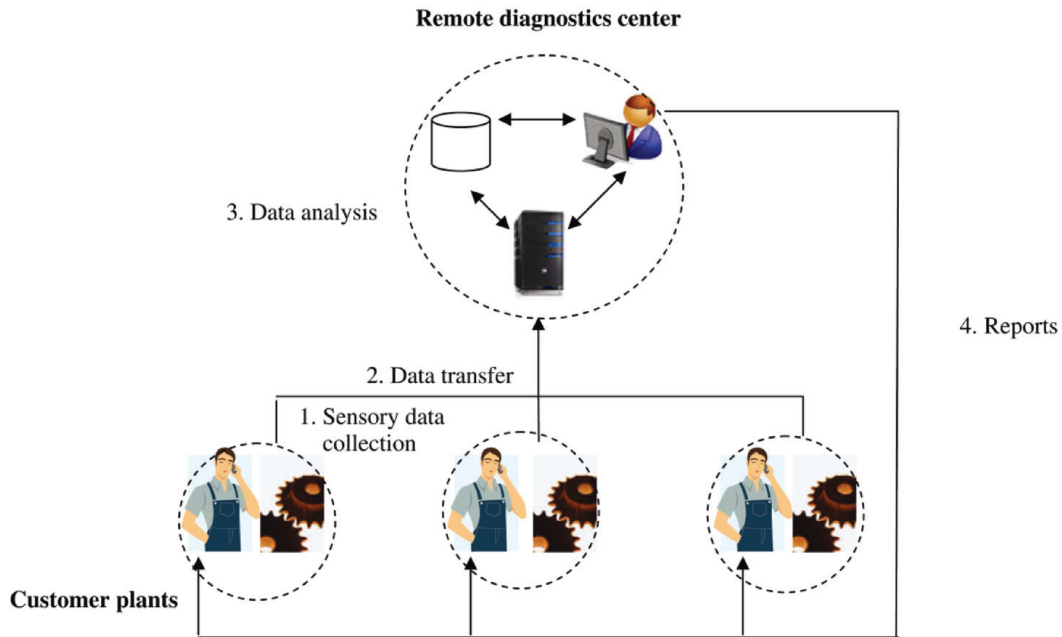 Remote diagnostics center
3. Data analysis
4. Reports
2. Data transfer
1. Sensory data
collection
Customer plants